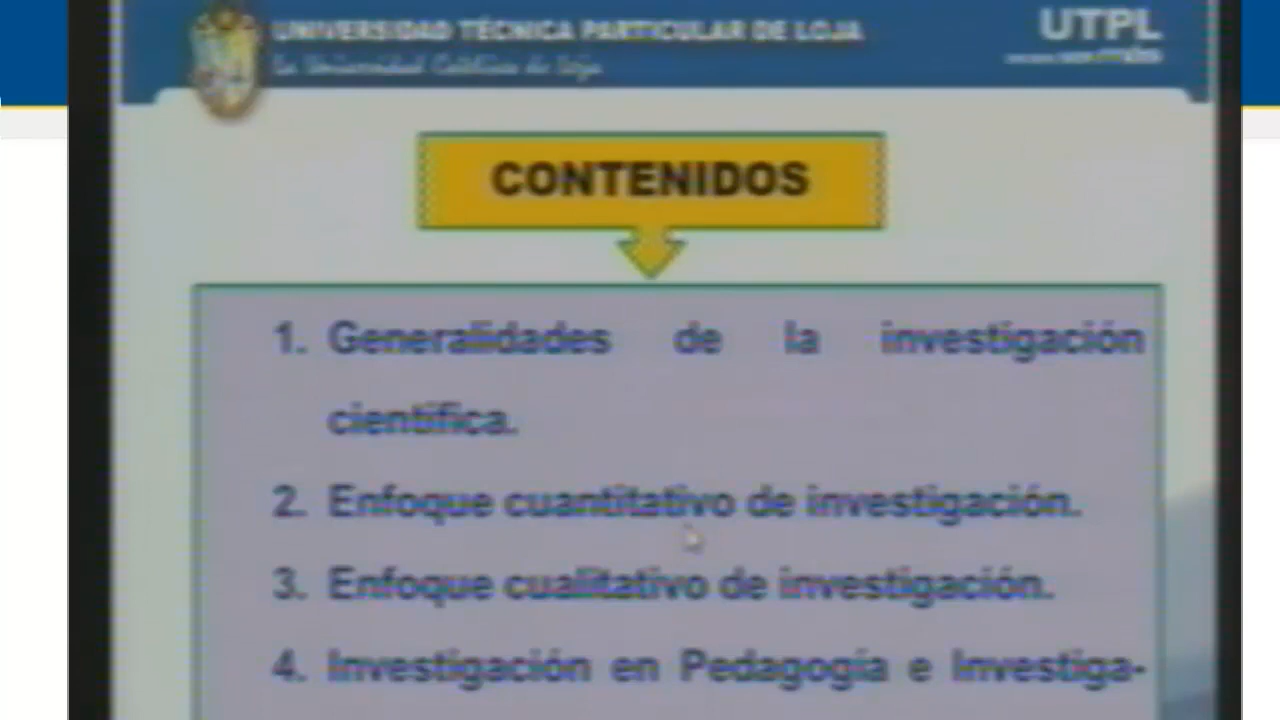 UNIVERSIDAD TÉCNICA PARTICULAR DE LOJA
La Universidad Católica de Loja
UTPL
CONTENIDOS
1. Generalidades de la investigación
científica.
2. Enfoque cuantitativo de investigación.
3. Enfoque cualitativo de investigación.
4. Investigación en Pedagogía e Investiga-